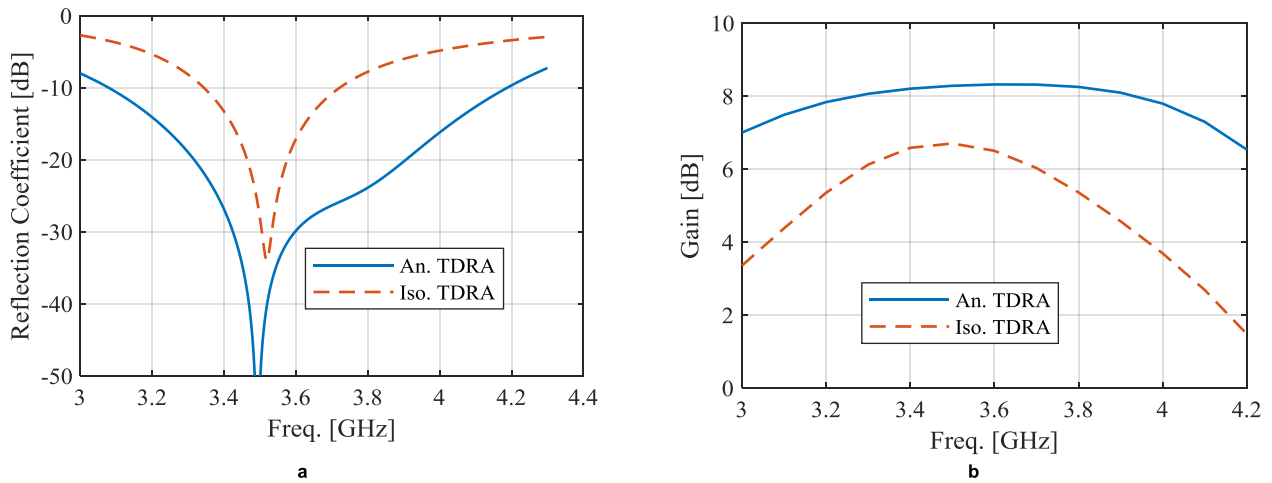 0
-10
-20
-30
-40
-50
Reflection Coefficient [dB]
An. TDRA
Iso. TDRA
3 3.2 3.4 3.6 3.8 4 4.2 4.4
Freq. [GHz]
a
10
8
6
4
2
0
Gain [dB]
An. TDRA
Iso. TDRA
3 3.2 3.4 3.6 3.8 4 4.2
Freq. [GHz]
b